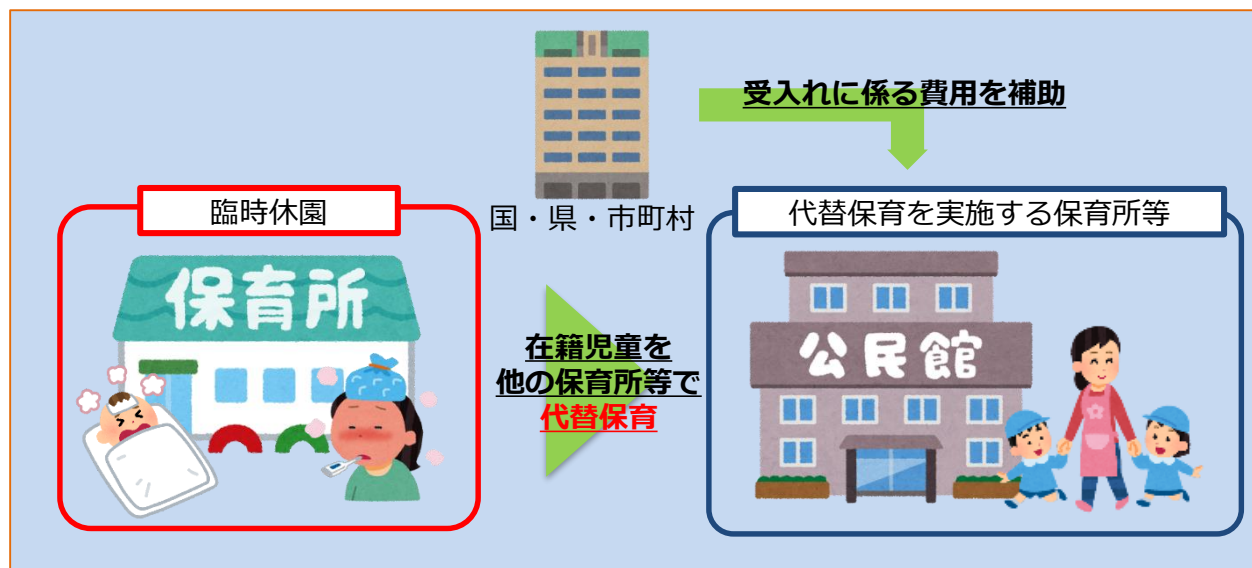 受入れに係る費用を補助
国・県・市町村
臨時休園
保育所
在籍児童を
他の保育所等で
代替保育
代替保育を実施する保育所等
公民館